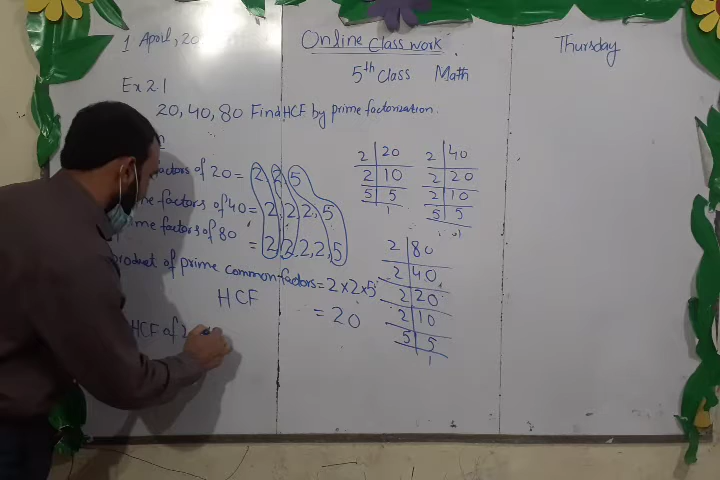 1 April, 20
Online Class work
Thursday
5th Class Math
Ex 2.1
20, 40, 80 Find HCF by prime factorization.
factors of 20 = 2, 2, 5
me factors of 40 = 2, 2, 2, 5
me factors of 80
= 2, 2, 2, 2, 5
product of prime common factors = 2 × 2 × 5
HCF = 20
HCF of 2
2 20
2 10
5 5
1
2 40
2 20
2 10
5 5
1
2 80
2 40
2 20
2 10
5 5
1